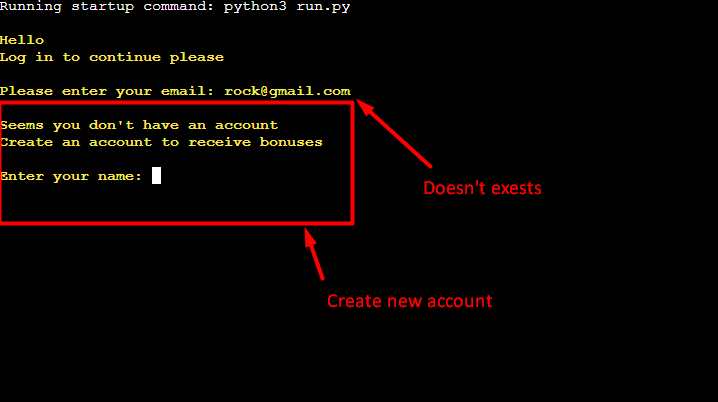 Running startup command: python3 run.py
Hello
Log in to continue please
Please enter your email: rock@gmail.com
Seems you don't have an account
Create an account to receive bonuses
Enter your name:
Doesn't exests
Create new account